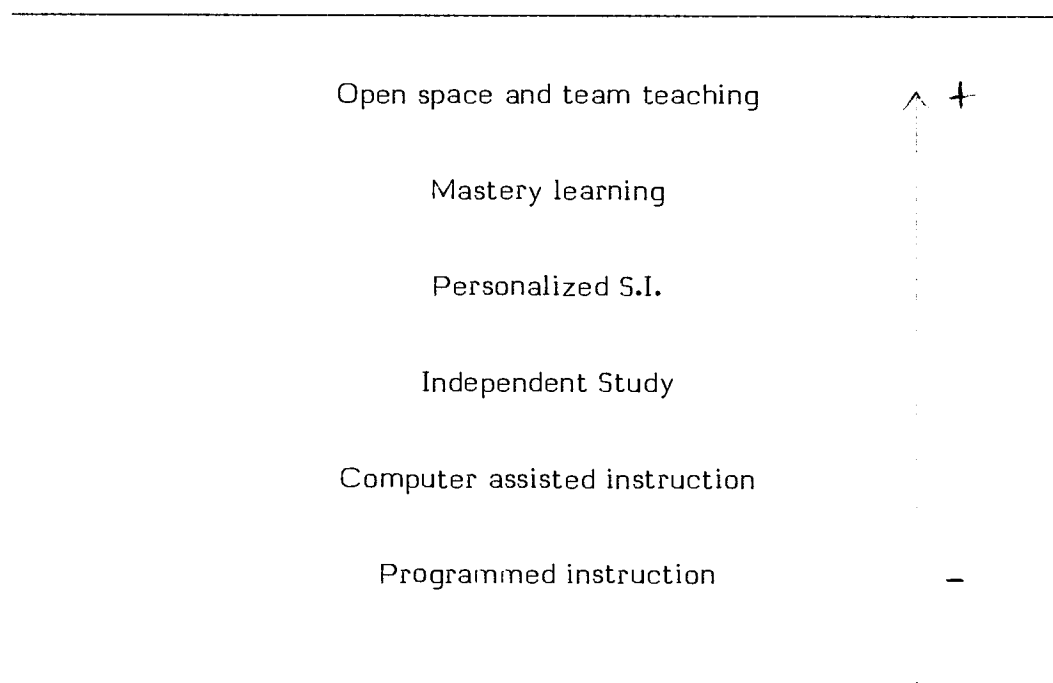 Open space and team teaching +
Mastery learning
Personalized S.I.
Independent Study
Computer assisted instruction
Programmed instruction -